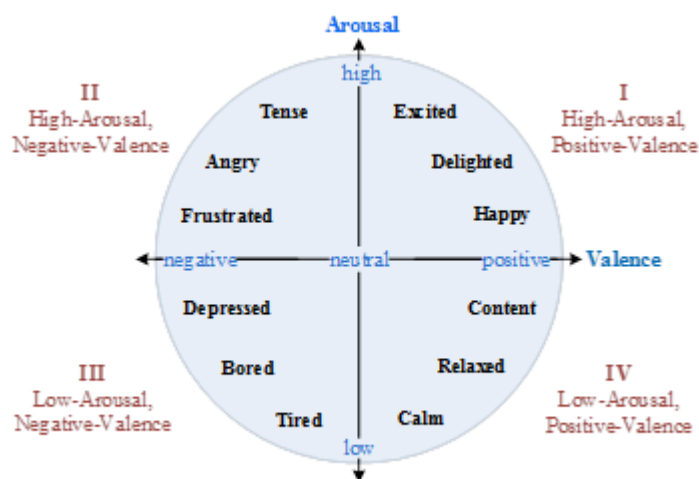 Arousal
high
II
High-Arousal,
Negative-Valence
I
High-Arousal,
Positive-Valence
Tense
Excited
Angry
Delighted
Frustrated
Happy
negative
neutral
positive
Valence
Depressed
Content
Bored
Relaxed
Tired
Calm
III
Low-Arousal,
Negative-Valence
IV
Low-Arousal,
Positive-Valence
low